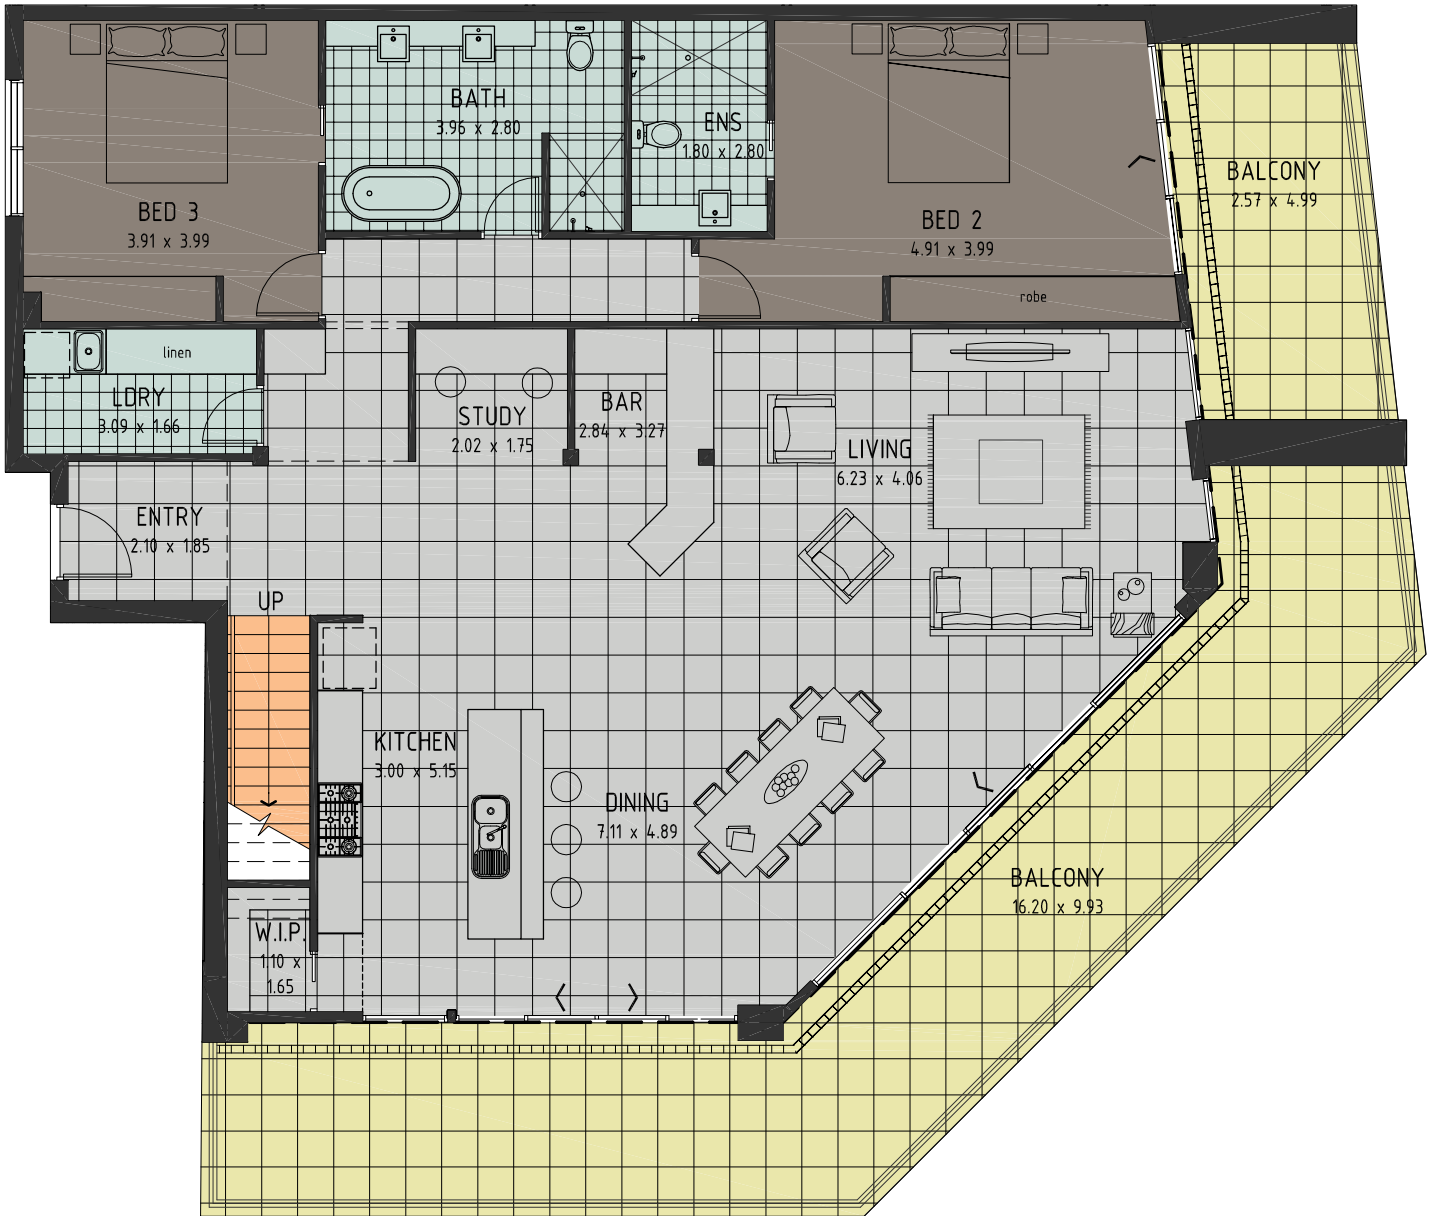 BATH
3.96 x 2.80
ENS
1.80 x 2.80
BALCONY
2.57 x 4.99
BED 3
3.91 x 3.99
BED 2
4.91 x 3.99
robe
linen
LDRY
3.09 x 1.66
STUDY
2.02 x 1.75
BAR
2.84 x 3.27
LIVING
6.23 x 4.06
ENTRY
2.10 x 1.85
UP
KITCHEN
3.00 x 5.15
DINING
7.11 x 4.89
BALCONY
16.20 x 9.93
W.I.P.
1.10 x
1.65